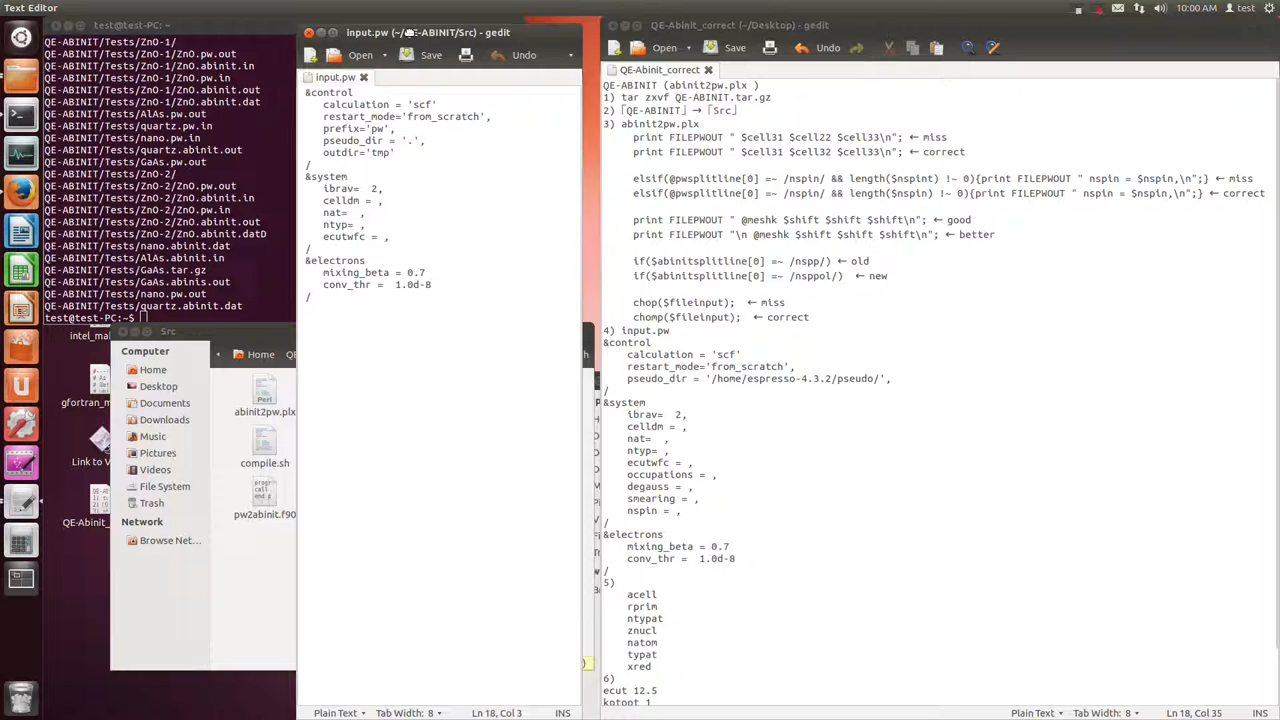 Text Editor
10:00 AM
test
test@test-PC: ~
QE-ABINIT/Tests/ZnO-1/
QE-ABINIT/Tests/ZnO-1/ZnO.pw.out
QE-ABINIT/Tests/ZnO-1/ZnO.abinit.in
QE-ABINIT/Tests/ZnO-1/ZnO.pw.in
QE-ABINIT/Tests/ZnO-1/ZnO.abinit.out
QE-ABINIT/Tests/ZnO-1/ZnO.abinit.dat
QE-ABINIT/Tests/AlAs.pw.out
QE-ABINIT/Tests/quartz.pw.in
QE-ABINIT/Tests/nano.pw.in
QE-ABINIT/Tests/quartz.abinit.out
QE-ABINIT/Tests/GaAs.pw.out
QE-ABINIT/Tests/ZnO-2/
QE-ABINIT/Tests/ZnO-2/ZnO.pw.out
QE-ABINIT/Tests/ZnO-2/ZnO.abinit.in
QE-ABINIT/Tests/ZnO-2/ZnO.pw.in
QE-ABINIT/Tests/ZnO-2/ZnO.abinit.out
QE-ABINIT/Tests/ZnO-2/ZnO.abinit.datD
QE-ABINIT/Tests/nano.abinit.dat
QE-ABINIT/Tests/AlAs.abinit.in
QE-ABINIT/Tests/GaAs.tar.gz
QE-ABINIT/Tests/GaAs.abinis.out
QE-ABINIT/Tests/nano.pw.out
QE-ABINIT/Tests/quartz.abinit.dat
test@test-PC:~$
intel_mal
gfortran_m
Link to V
QE-Abinit_
Src
Computer
Home
Desktop
Documents
Downloads
Music
Pictures
Videos
File System
Trash
Network
Browse Net...
Home
abinit2pw.plx
compile.sh
pw2abinit.f90
input.pw (~/QE-ABINIT/Src) - gedit
Open
Save
Undo
input.pw
&control
calculation = 'scf'
restart_mode='from_scratch',
prefix='pw',
pseudo_dir = '.',
outdir='tmp'
/
&system
ibrav= 2,
celldm = ,
nat= ,
ntyp= ,
ecutwfc = ,
/
&electrons
mixing_beta = 0.7
conv_thr = 1.0d-8
/
Plain Text
Tab Width: 8
Ln 18, Col 3
INS
QE-Abinit_correct (~/Desktop) - gedit
Open
Save
Undo
QE-Abinit_correct
QE-ABINIT (abinit2pw.plx )
1) tar zxvf QE-ABINIT.tar.gz
2)「QE-ABINIT」→「Src」
3) abinit2pw.plx
print FILEPWOUT " $cell31 $cell22 $cell33\n"; ← miss
print FILEPWOUT " $cell31 $cell32 $cell33\n"; ← correct
elsif(@pwsplitline[0] =~ /nspin/ && length($nspint) !~ 0){print FILEPWOUT " nspin = $nspin,\n";} ← miss
elsif(@pwsplitline[0] =~ /nspin/ && length($nspin) !~ 0){print FILEPWOUT " nspin = $nspin,\n";} ← correct
print FILEPWOUT " @meshk $shift $shift $shift\n"; ← good
print FILEPWOUT "\n @meshk $shift $shift $shift\n"; ← better
if($abinitsplitline[0] =~ /nspp/) ← old
if($abinitsplitline[0] =~ /nsppol/) ← new
chop($fileinput); ← miss
chomp($fileimput); ← correct
4) input.pw
&control
calculation = 'scf'
restart_mode='from_scratch',
pseudo_dir = '/home/espresso-4.3.2/pseudo/',
/
&system
ibrav= 2,
celldm = ,
nat= ,
ntyp= ,
ecutwfc = ,
occupations = ,
degauss = ,
smearing = ,
nspin = ,
/
&electrons
mixing_beta = 0.7
conv_thr = 1.0d-8
/
5)
acell
rprim
ntypat
znucl
natom
typat
xred
6)
ecut 12.5
kptopt 1
Plain Text
Tab Width: 8
Ln 18, Col 35
INS